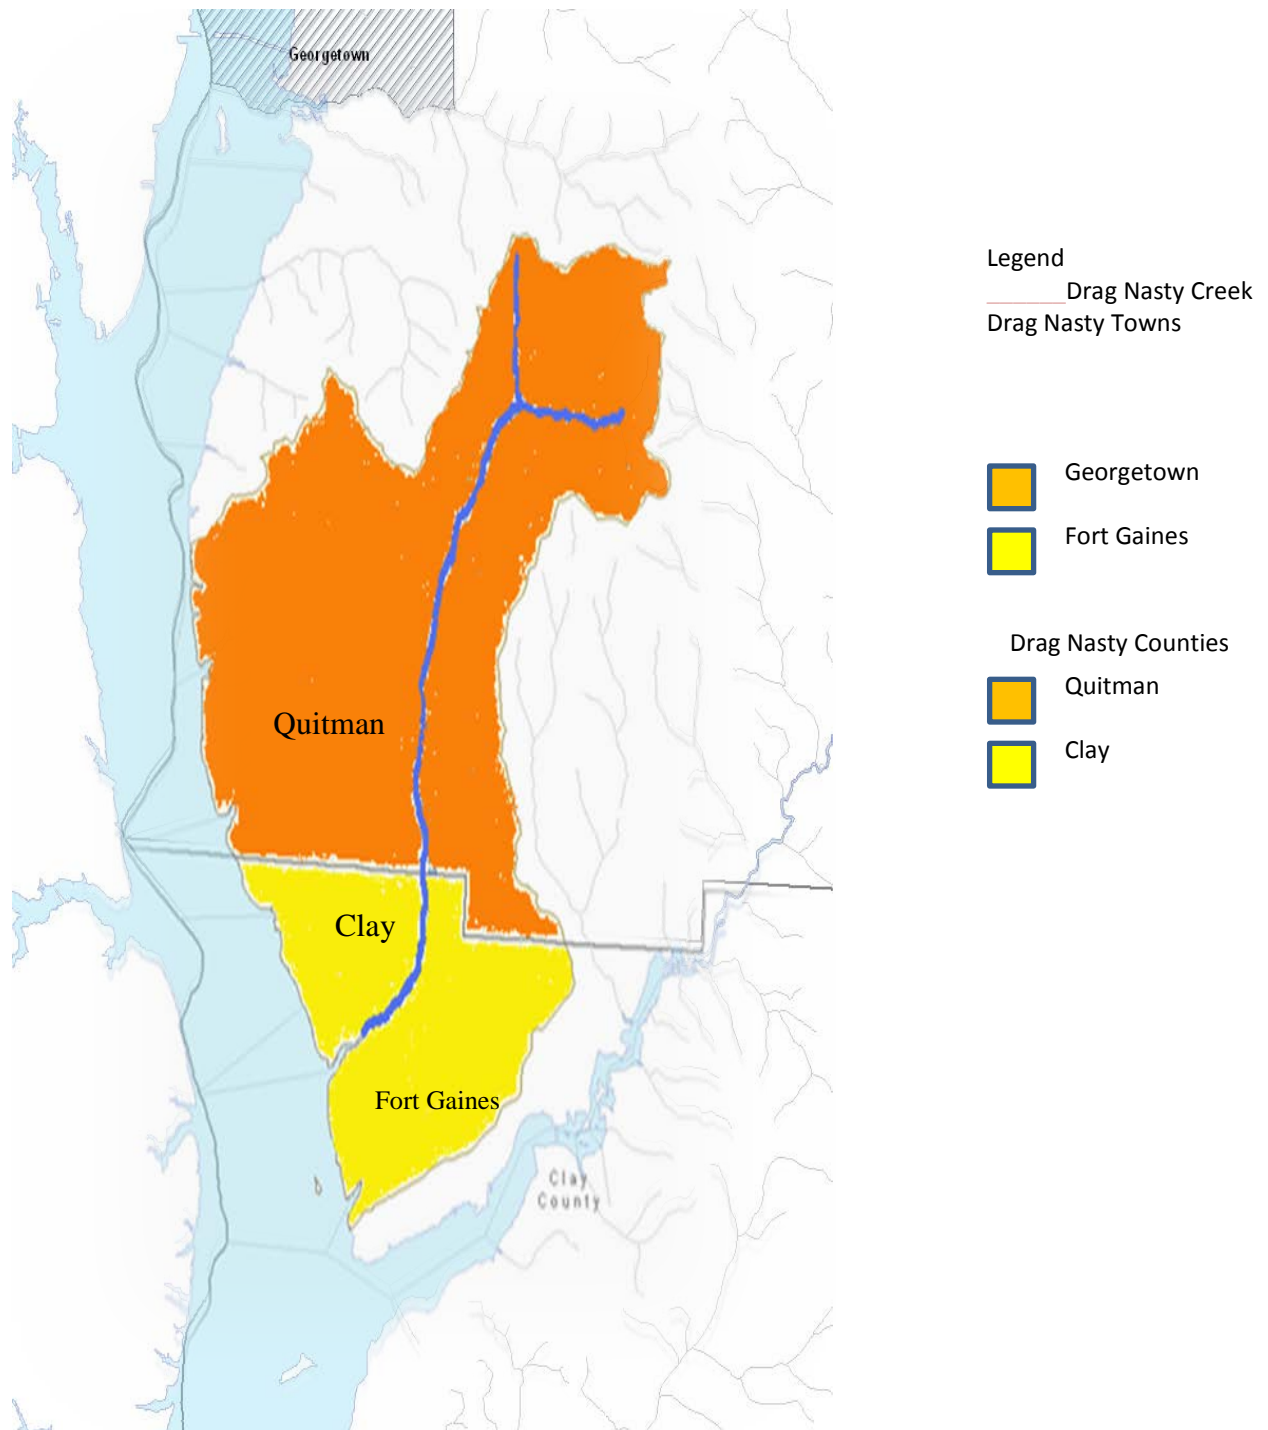 Georgetown
Quitman
Clay
Fort Gaines
Clay
County
Legend
______Drag Nasty Creek
Drag Nasty Towns
Georgetown
Fort Gaines
Drag Nasty Counties
Quitman
Clay